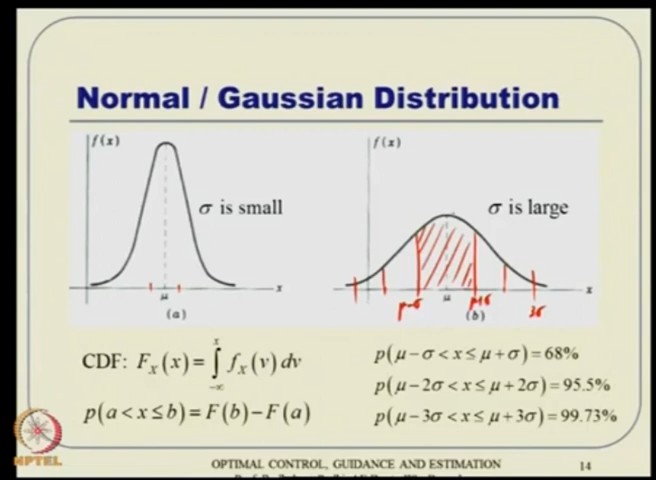 Normal / Gaussian Distribution
f(x)
σ is small
μ
x
(a)
f(x)
σ is large
μ-σ
μ
μ+σ
3σ
x
(b)
CDF: F_x(x) = ∫_{-∞}^{x} f_x(v) dv
p(a < x ≤ b) = F(b) - F(a)
p(μ - σ < x ≤ μ + σ) = 68%
p(μ - 2σ < x ≤ μ + 2σ) = 95.5%
p(μ - 3σ < x ≤ μ + 3σ) = 99.73%
NPTEL
OPTIMAL CONTROL, GUIDANCE AND ESTIMATION
14